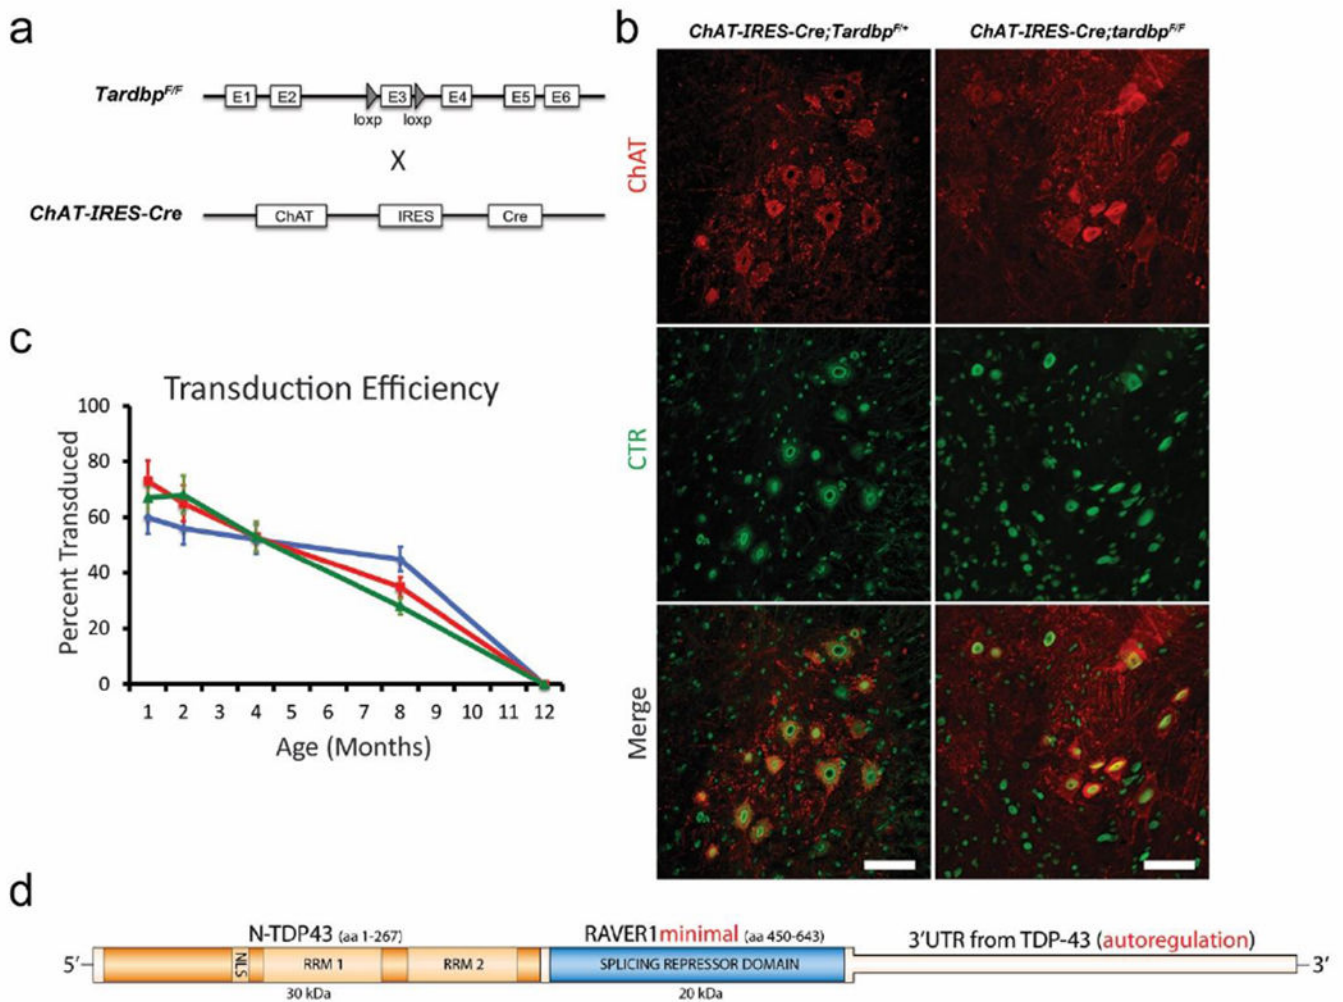 a
Tardbp^F/F
E1 E2 E3 E4 E5 E6
loxp loxp
X
ChAT-IRES-Cre
ChAT IRES Cre
b
ChAT-IRES-Cre;Tardbp^F/+ ChAT-IRES-Cre;tardbp^F/F
ChAT
CTR
Merge
c
Transduction Efficiency
Percent Transduced
100
80
60
40
20
0
1 2 3 4 5 6 7 8 9 10 11 12
Age (Months)
d
N-TDP43 (aa 1-267) RAVER1minimal (aa 450-643) 3'UTR from TDP-43 (autoregulation)
5' NLS RRM 1 RRM 2 SPLICING REPRESSOR DOMAIN 3'
30 kDa 20 kDa